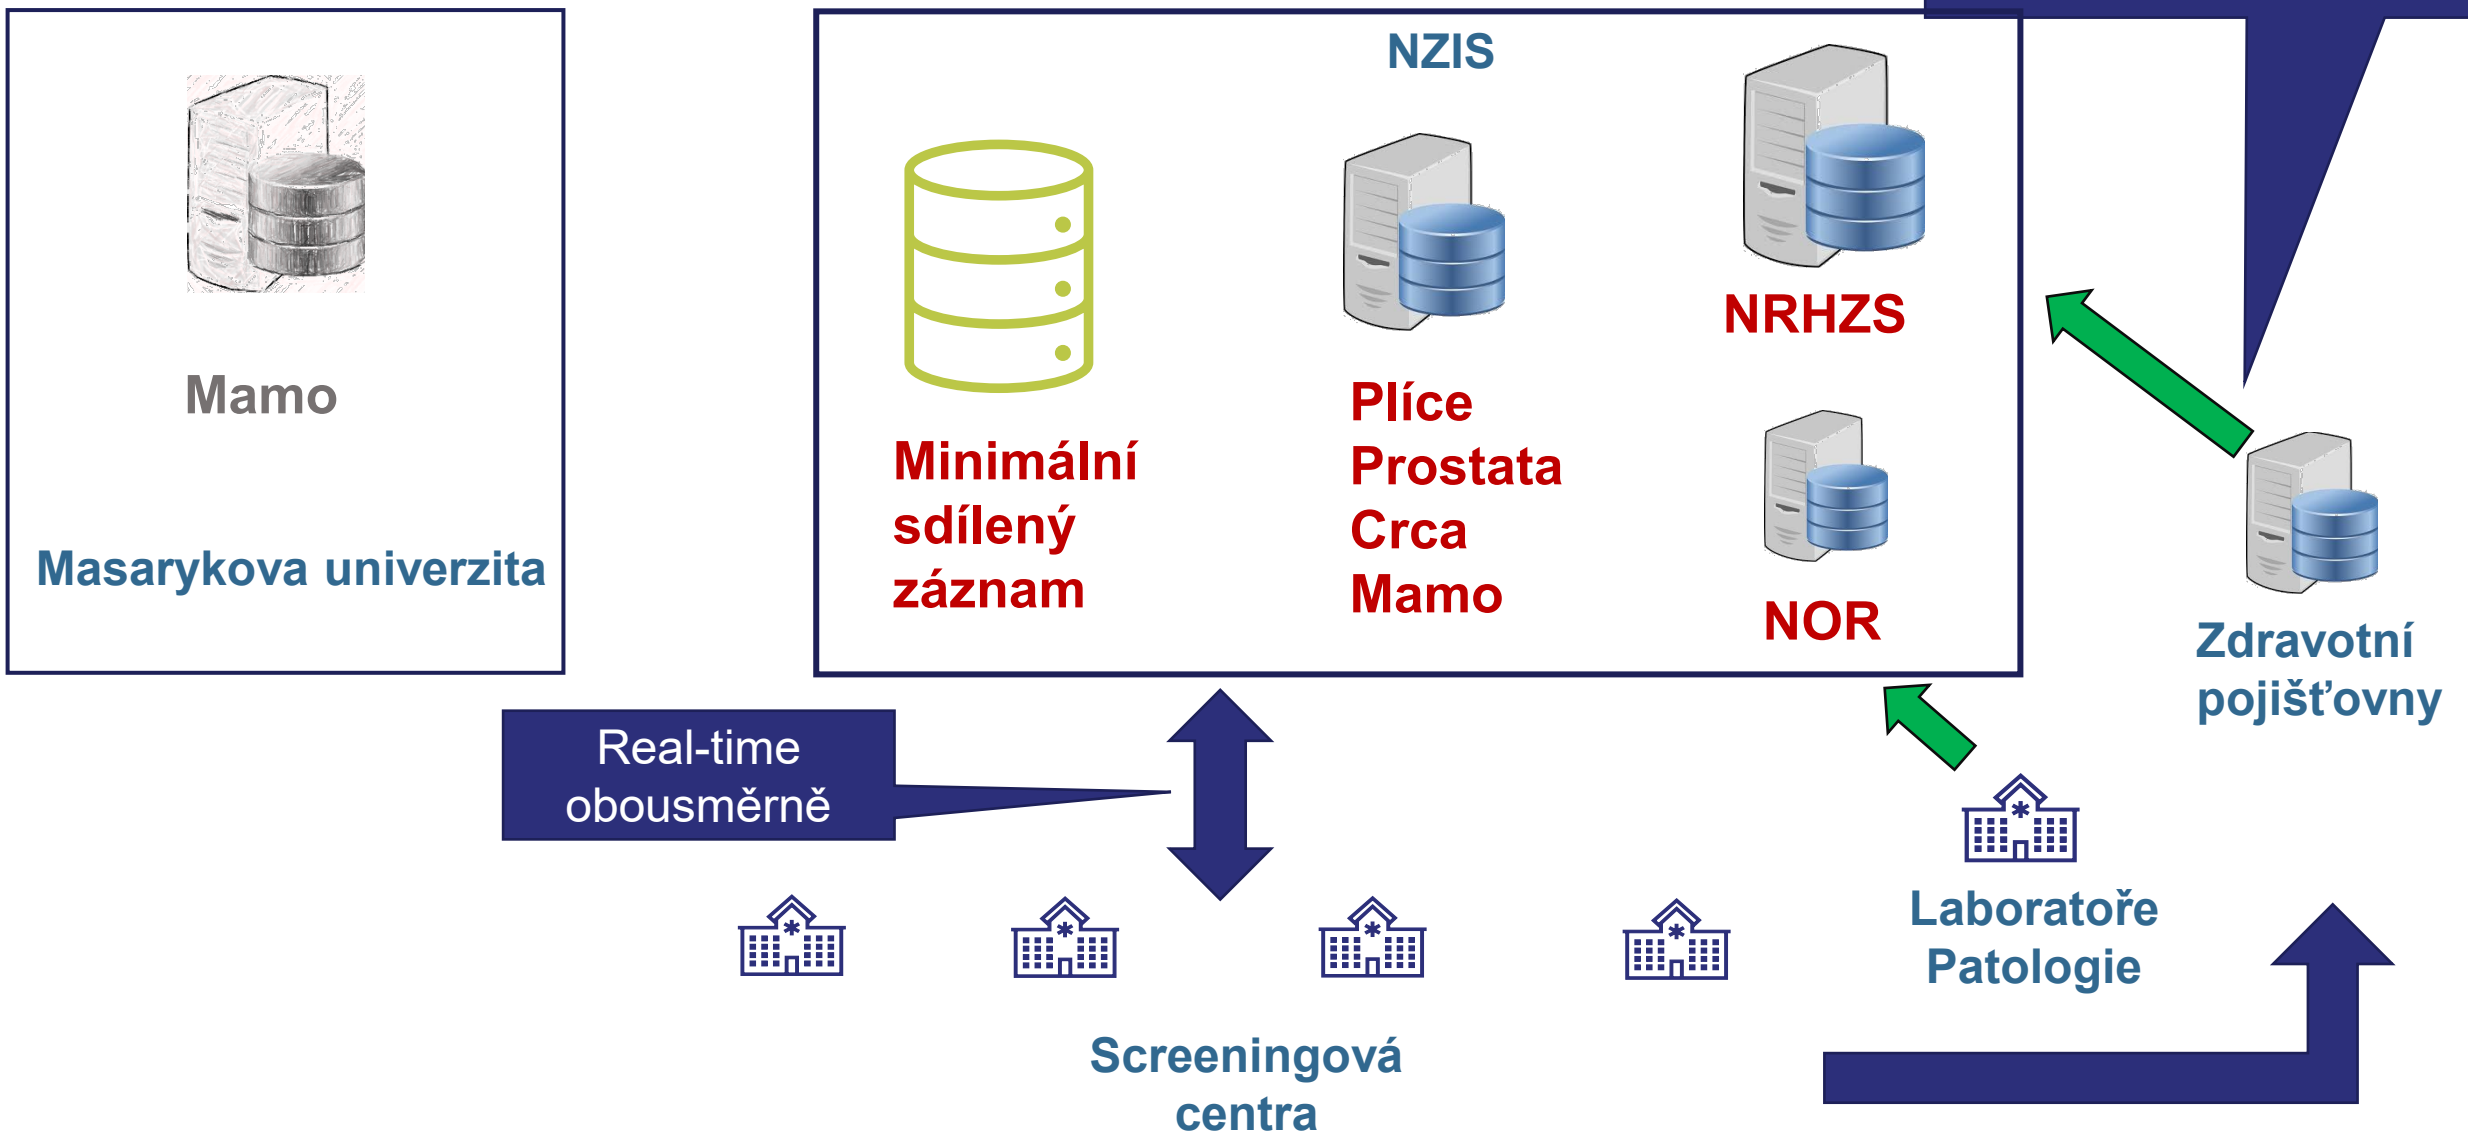 NZIS
Mamo
Masarykova univerzita
Minimální
sdílený
záznam
Plíce
Prostata
Crca
Mamo
NRHZS
NOR
Zdravotní
pojišťovny
Real-time
obousměrně
Laboratoře
Patologie
Screeningová
centra